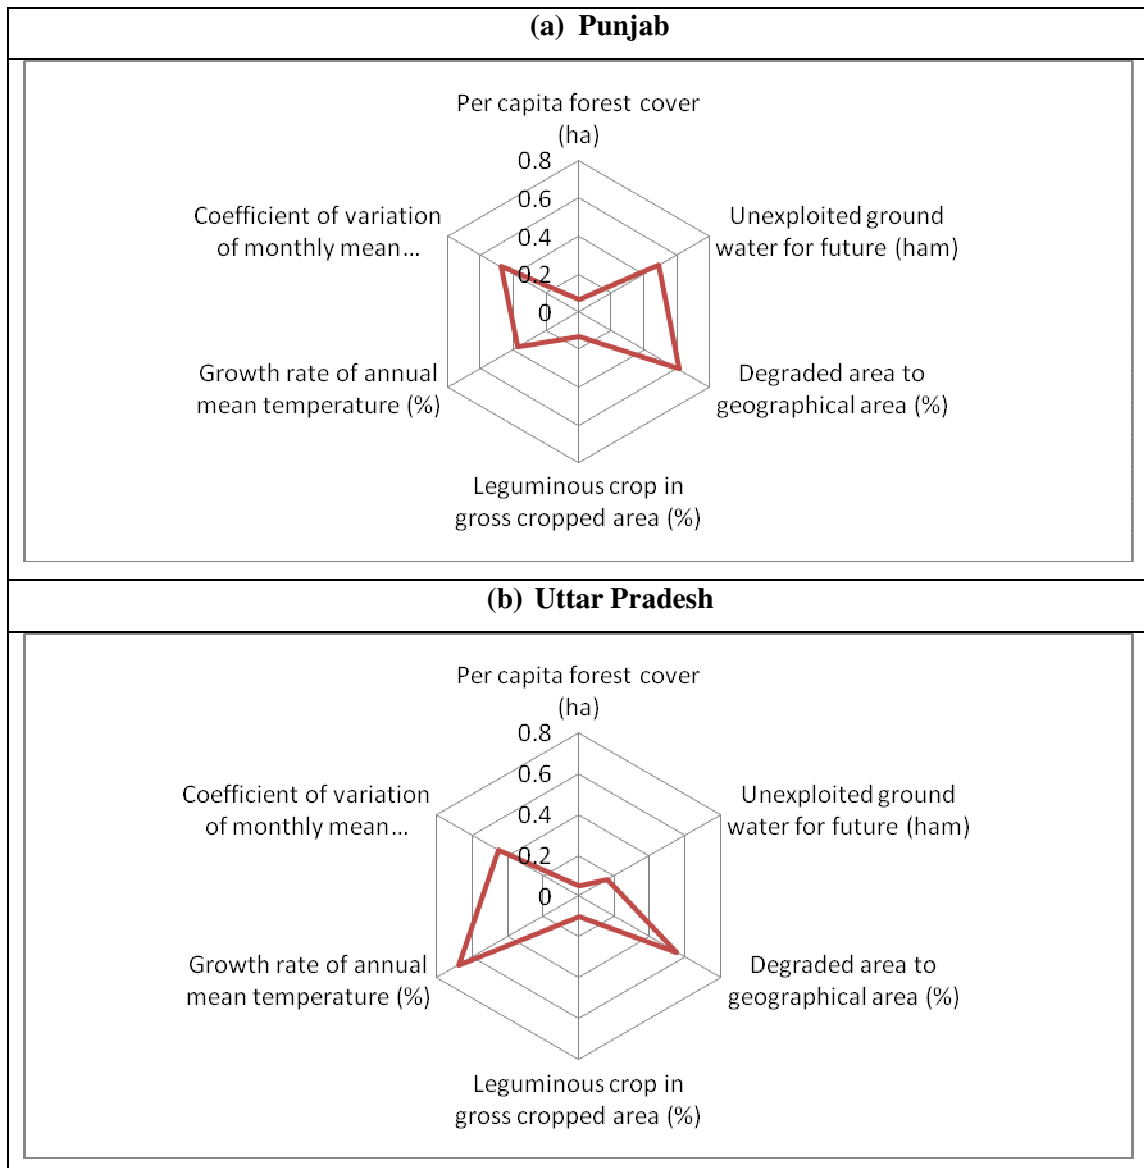 (a) Punjab
Per capita forest cover
(ha)
0.8
0.6
0.4
0.2
0
Coefficient of variation
of monthly mean...
Unexploited ground
water for future (ham)
Growth rate of annual
mean temperature (%)
Degraded area to
geographical area (%)
Leguminous crop in
gross cropped area (%)
(b) Uttar Pradesh
Per capita forest cover
(ha)
0.8
0.6
0.4
0.2
0
Coefficient of variation
of monthly mean...
Unexploited ground
water for future (ham)
Growth rate of annual
mean temperature (%)
Degraded area to
geographical area (%)
Leguminous crop in
gross cropped area (%)